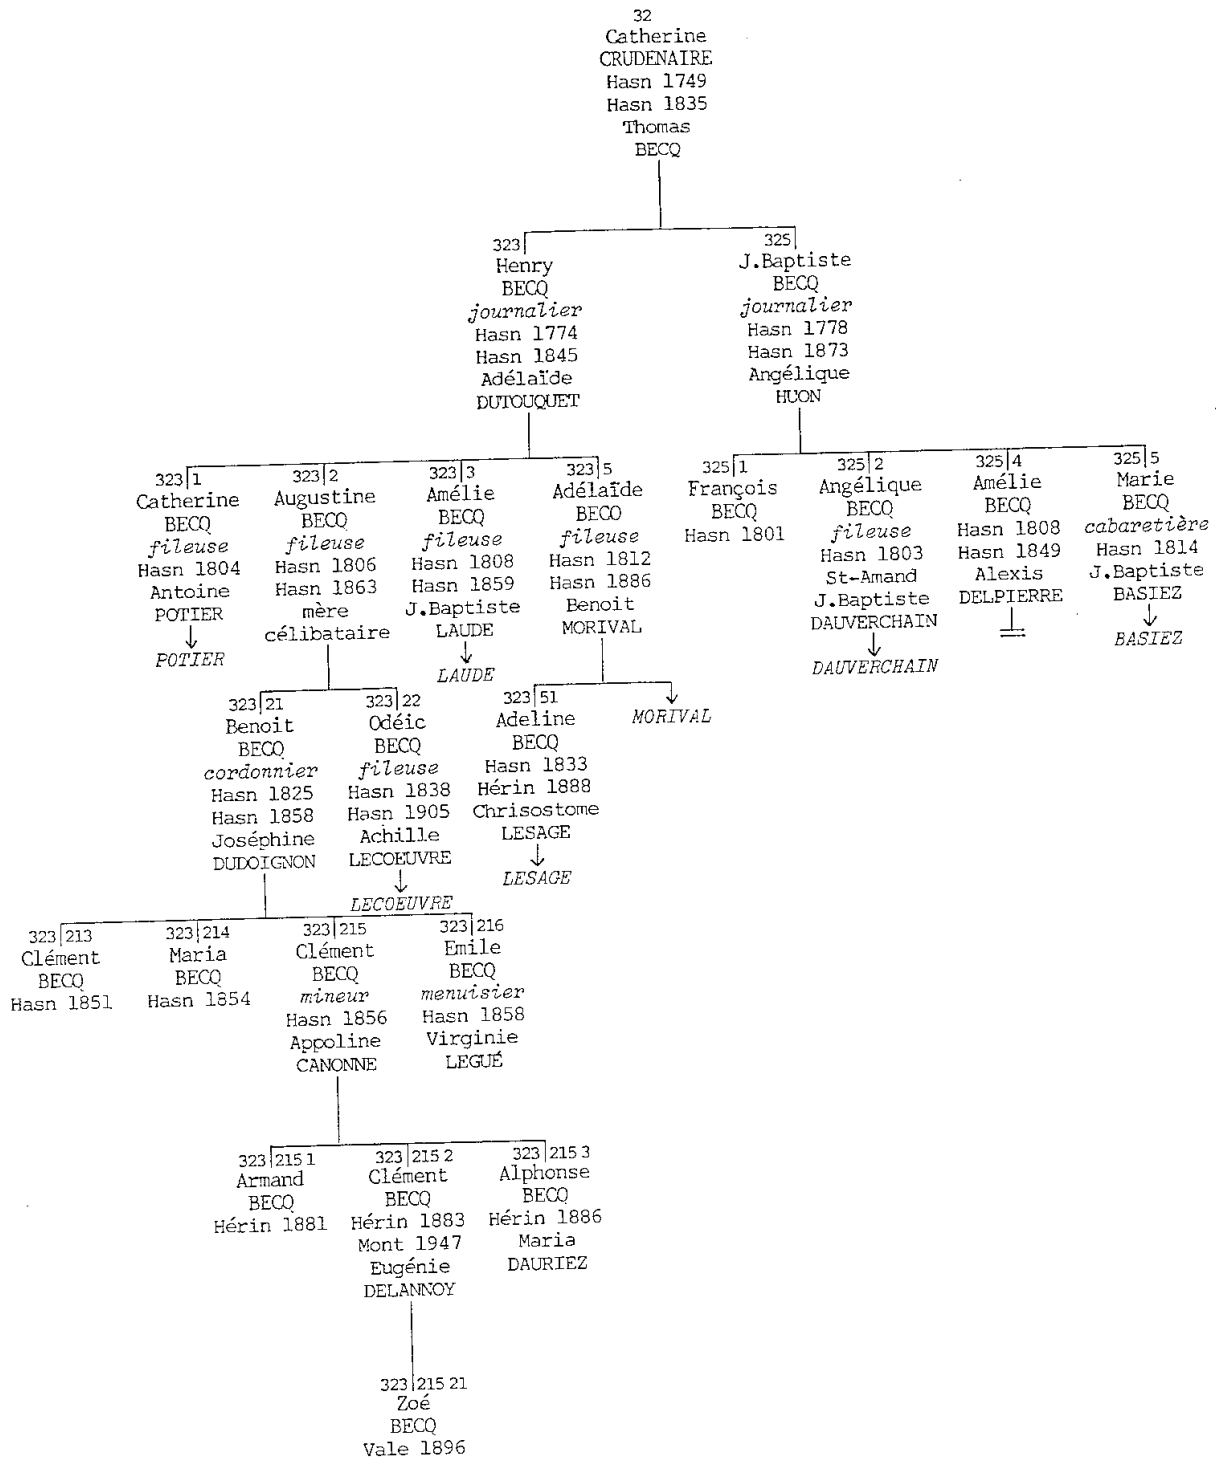 32
Catherine
CRUDENAIRE
Hasn 1749
Hasn 1835
Thomas
BECQ
323
Henry
BECQ
journalier
Hasn 1774
Hasn 1845
Adélaïde
DUTOUQUET
325
J.Baptiste
BECQ
journalier
Hasn 1778
Hasn 1873
Angélique
HUON
323 1
Catherine
BECQ
fileuse
Hasn 1804
Antoine
POTIER
POTIER
323 2
Augustine
BECQ
fileuse
Hasn 1806
Hasn 1863
mère
célibataire
323 3
Amélie
BECQ
fileuse
Hasn 1808
Hasn 1859
J.Baptiste
LAUDE
LAUDE
323 5
Adélaïde
BECO
fileuse
Hasn 1812
Hasn 1886
Benoit
MORIVAL
325 1
François
BECQ
Hasn 1801
325 2
Angélique
BECQ
fileuse
Hasn 1803
St-Amand
J.Baptiste
DAUVERCHAIN
DAUVERCHAIN
325 4
Amélie
BECQ
Hasn 1808
Hasn 1849
Alexis
DELPIERRE
325 5
Marie
BECQ
cabaretière
Hasn 1814
J.Baptiste
BASIEZ
BASIEZ
323 21
Benoit
BECQ
cordonnier
Hasn 1825
Hasn 1858
Joséphine
DUDOIGNON
323 22
Odéic
BECQ
fileuse
Hasn 1838
Hasn 1905
Achille
LECOEUVRE
LECOEUVRE
323 51
Adeline
BECQ
Hasn 1833
Hérin 1888
Chrisostome
LESAGE
LESAGE
MORIVAL
323 213
Clément
BECQ
Hasn 1851
323 214
Maria
BECQ
Hasn 1854
323 215
Clément
BECQ
mineur
Hasn 1856
Appoline
CANONNE
323 216
Emile
BECQ
menuisier
Hasn 1858
Virginie
LEGUÉ
323 215 1
Armand
BECQ
Hérin 1881
323 215 2
Clément
BECQ
Hérin 1883
Mont 1947
Eugénie
DELANNOY
323 215 3
Alphonse
BECQ
Hérin 1886
Maria
DAURIEZ
323 215 21
Zoé
BECQ
Vale 1896